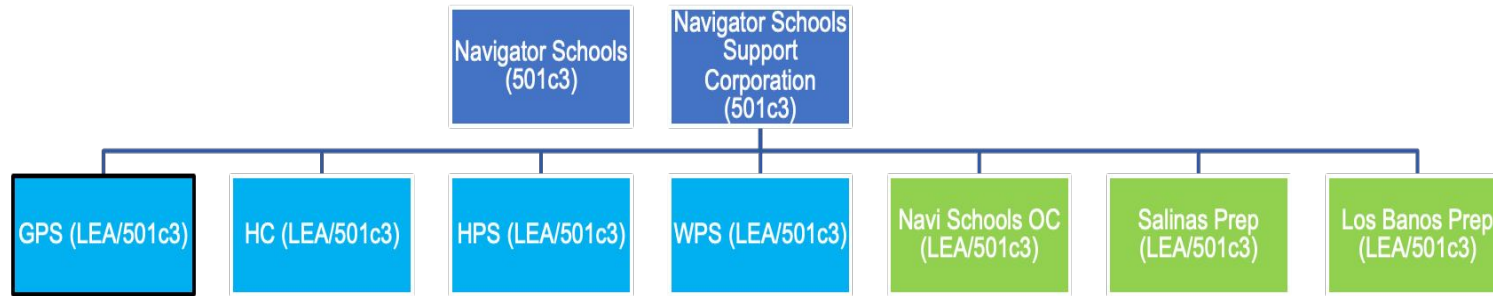 Navigator Schools
(501c3)
Navigator Schools
Support
Corporation
(501c3)
GPS (LEA/501c3)
HC (LEA/501c3)
HPS (LEA/501c3)
WPS (LEA/501c3)
Navi Schools OC
(LEA/501c3)
Salinas Prep
(LEA/501c3)
Los Banos Prep
(LEA/501c3)